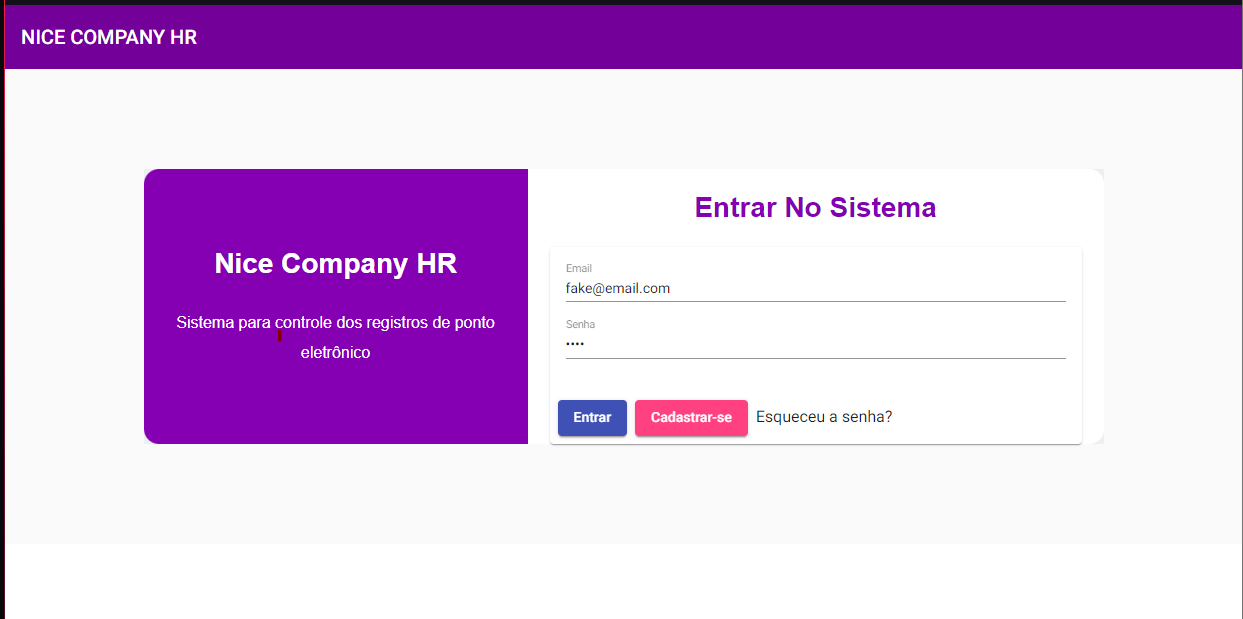 NICE COMPANY HR
Nice Company HR
Sistema para controle dos registros de ponto
eletrônico
Entrar No Sistema
Email
fake@email.com
Senha
••••
Entrar
Cadastrar-se
Esqueceu a senha?